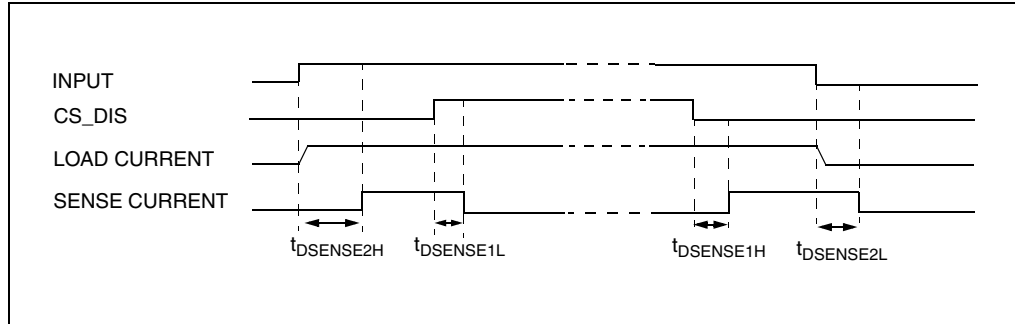 INPUT
CS_DIS
LOAD CURRENT
SENSE CURRENT
tDSENSE2H
tDSENSE1L
tDSENSE1H
tDSENSE2L